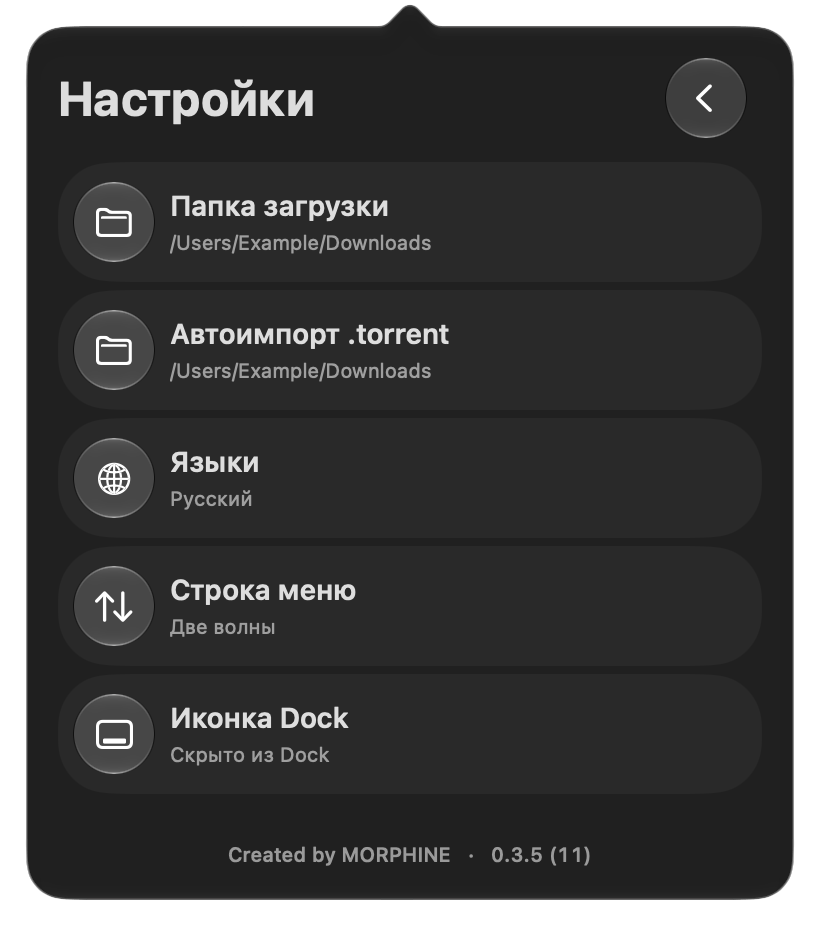 Настройки
Папка загрузки
/Users/Example/Downloads
Автоимпорт .torrent
/Users/Example/Downloads
Языки
Русский
Строка меню
Две волны
Иконка Dock
Скрыто из Dock
Created by MORPHINE · 0.3.5 (11)